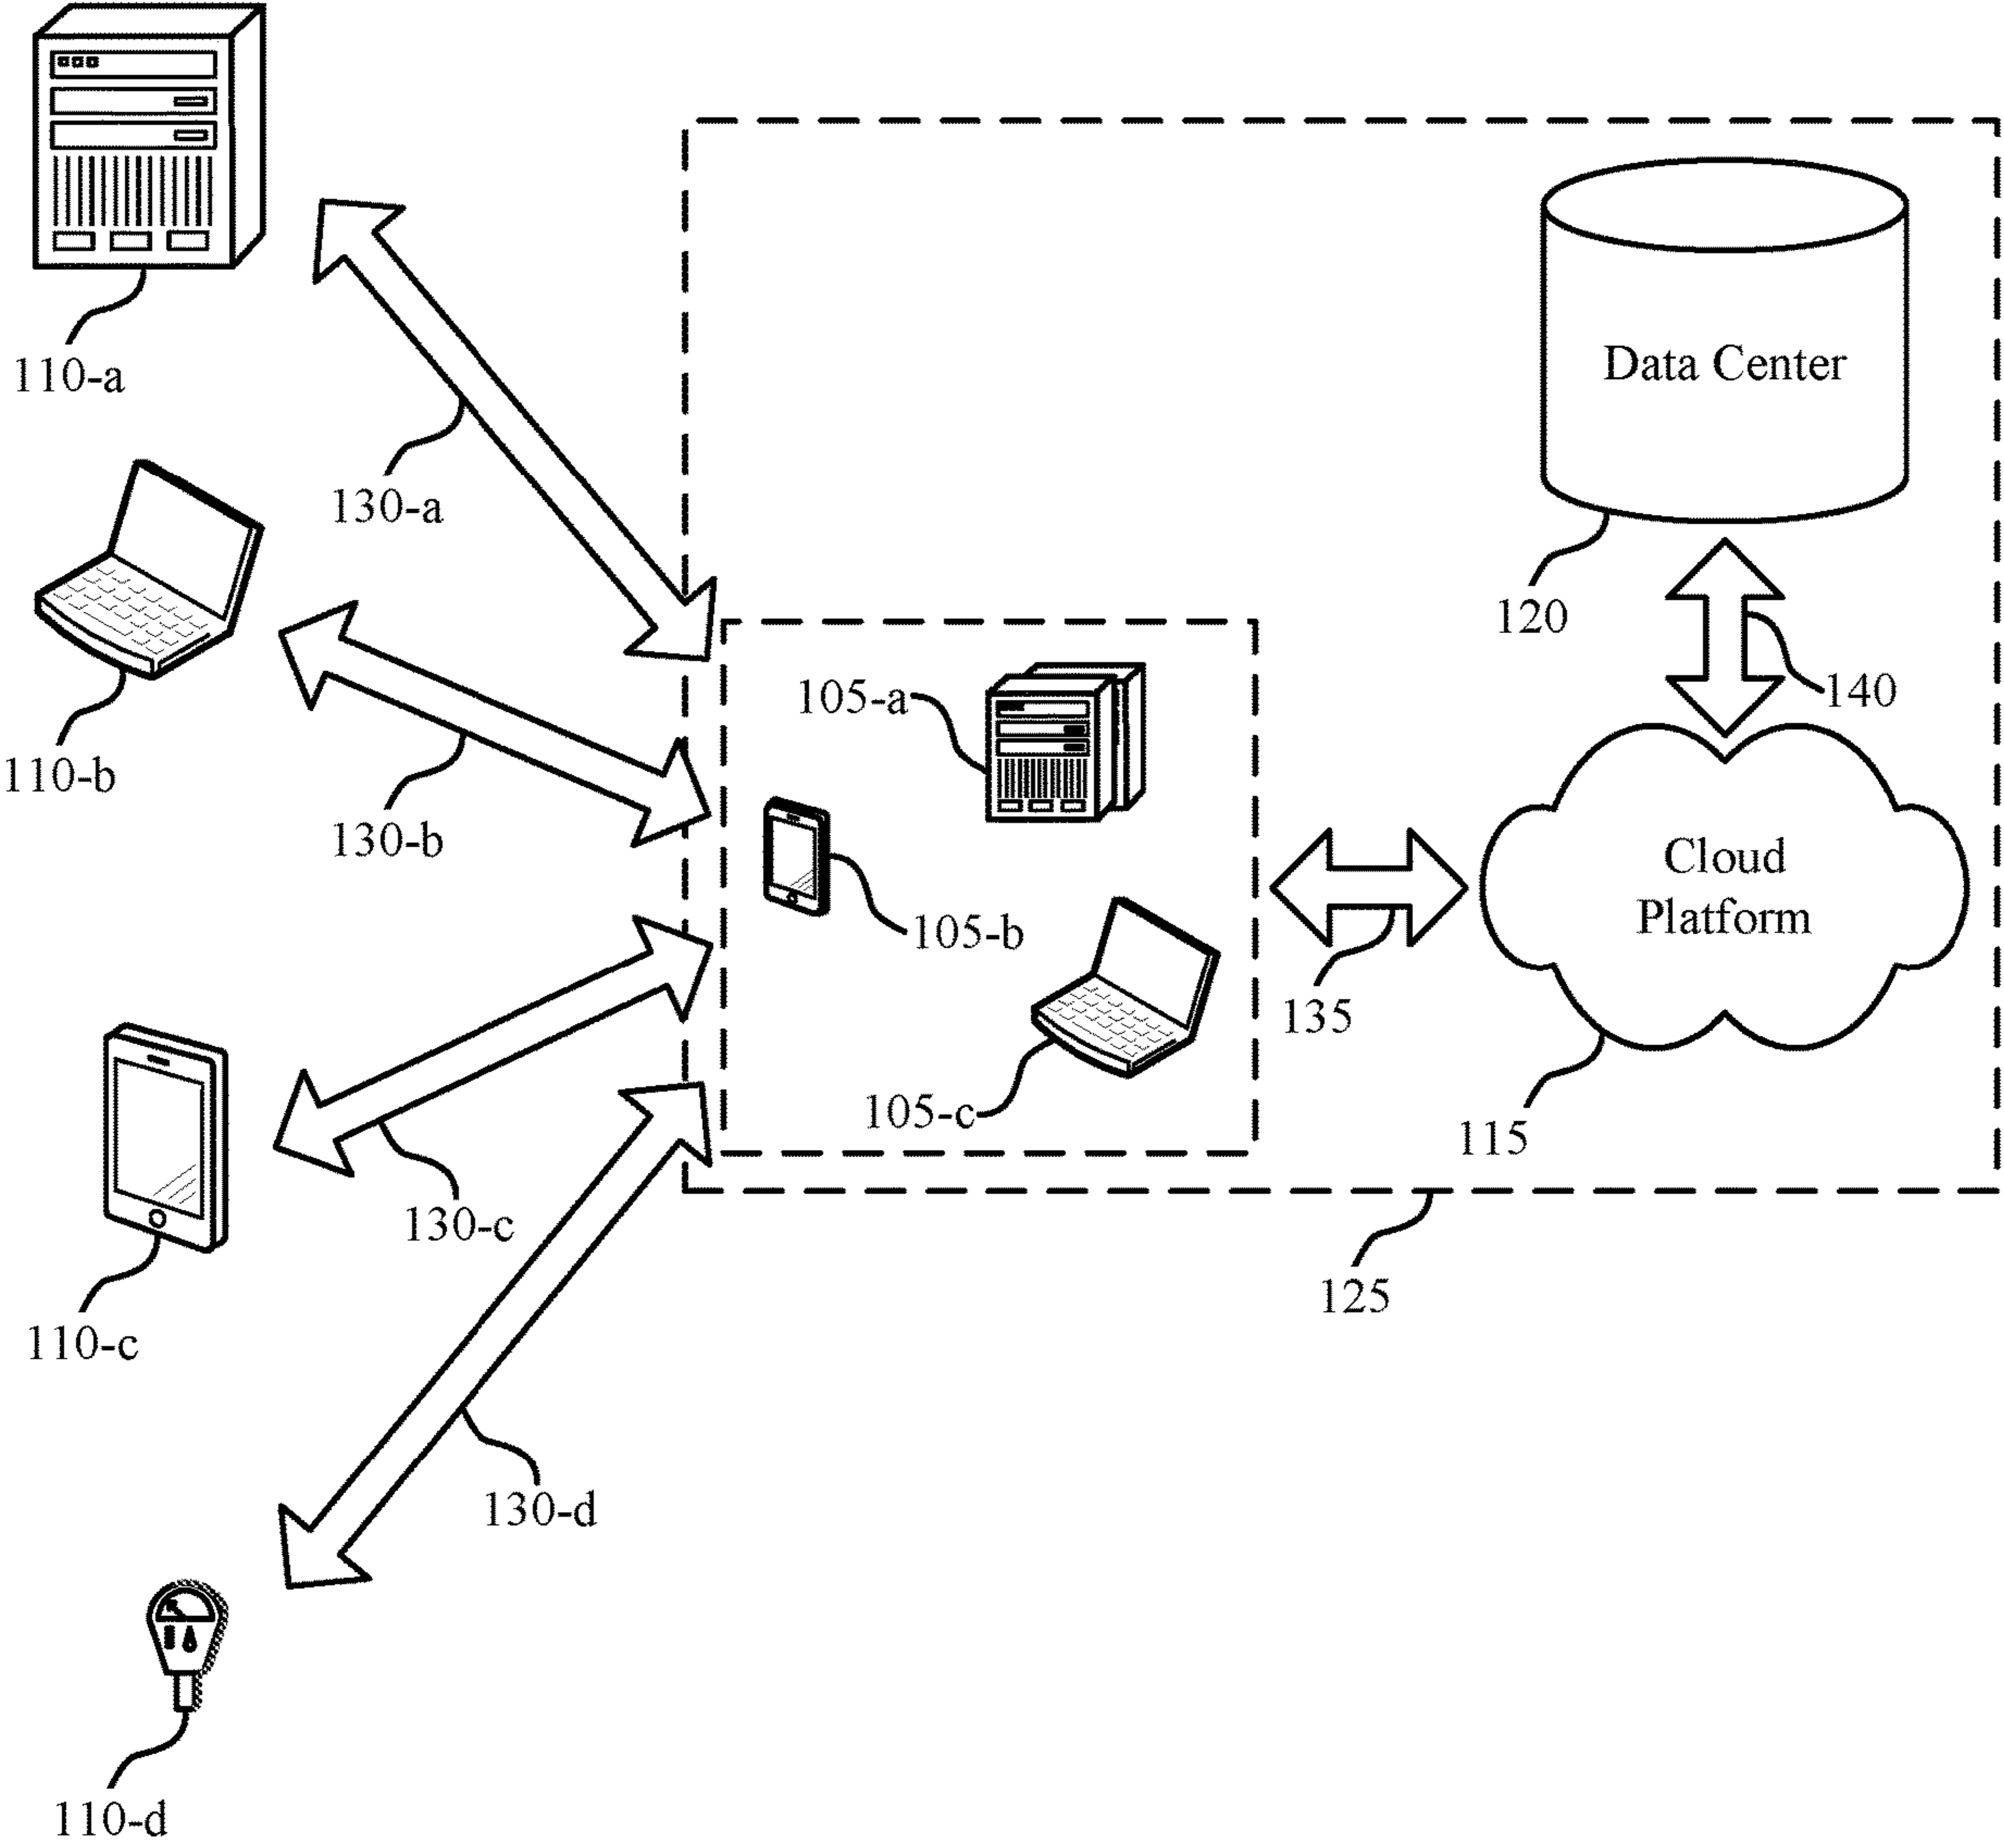 110-a
130-a
Data Center
120
140
110-b
130-b
105-a
105-b
105-c
Cloud
Platform
135
115
110-c
130-c
125
130-d
110-d